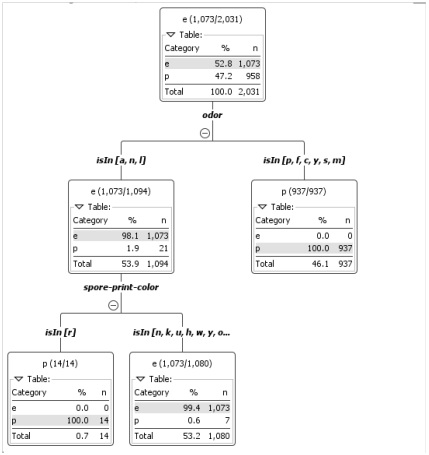 e (1,073/2,031)
Table:
Category % n
e 52.8 1,073
p 47.2 958
Total 100.0 2,031
odor
isIn [a, n, l]
isIn [p, f, c, y, s, m]
e (1,073/1,094)
Table:
Category % n
e 98.1 1,073
p 1.9 21
Total 53.9 1,094
p (937/937)
Table:
Category % n
e 0.0 0
p 100.0 937
Total 46.1 937
spore-print-color
isIn [r]
isIn [n, k, u, h, w, y, o...
p (14/14)
Table:
Category % n
e 0.0 0
p 100.0 14
Total 0.7 14
e (1,073/1,080)
Table:
Category % n
e 99.4 1,073
p 0.6 7
Total 53.2 1,080